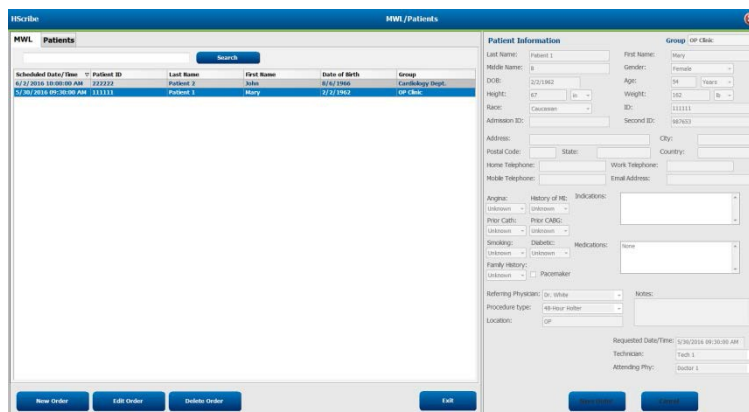 HScribe MWL/Patients
MWL Patients
Search
Scheduled Date/Time Patient ID Last Name First Name Date of Birth Group
6/2/2016 10:00:00 AM 222222 Patient 2 John 8/6/1966 Cardiology Dept.
5/30/2016 09:30:00 AM 111111 Patient 1 Mary 2/2/1962 OP Clinic
New Order Edit Order Delete Order Exit
Patient Information Group OP Clinic
Last Name: Patient 1 First Name: Mary
Middle Name: Gender: Female
DOB: 2/2/1962 Age: 54 Years
Height: 67 in Weight: lb
Race: Caucasian ID: 111111
Admission ID: Second ID: 987653
Address: City:
Postal Code: State: Country:
Home Telephone: Work Telephone:
Mobile Telephone: Email Address:
Angina: History of MI: Indications:
Unknown Unknown
Prior Cath: Prior CABG:
Unknown Unknown
Smoking: Diabetic: Medications: None
Unknown Unknown
Family History:
Unknown Pacemaker
Referring Physician: Dr. White Notes:
Procedure type: 48-Hour Holter
Location: OP
Requested Date/Time: 5/30/2016 09:30:00 AM
Technician: Tech 1
Attending Phy: Doctor 1
Cancel